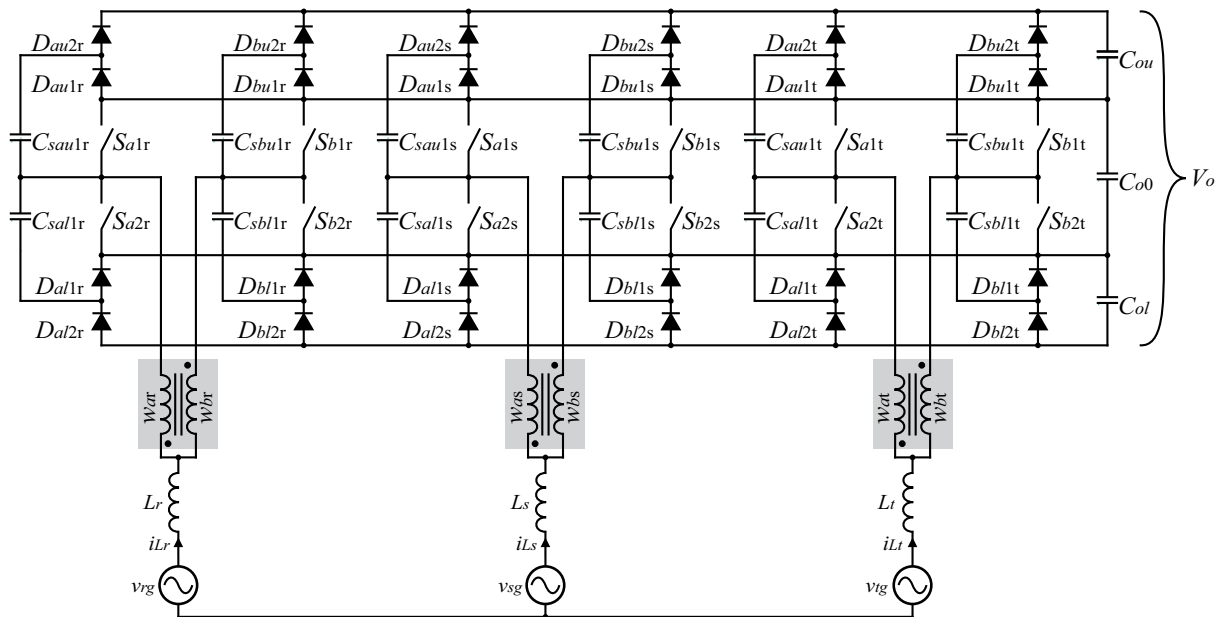 Dau2r Dbu2r Dau2s Dbu2s Dau2t Dbu2t
Cou
Dau1r Dbu1r Dau1s Dbu1s Dau1t Dbu1t
Csau1r Sa1r Csbu1r Sb1r Csau1s Sa1s Csbu1s Sb1s Csau1t Sa1t Csbu1t Sb1t
Co0 Vo
Csal1r Sa2r Csbl1r Sb2r Csal1s Sa2s Csbl1s Sb2s Csal1t Sa2t Csbl1t Sb2t
Dal1r Dbl1r Dal1s Dbl1s Dal1t Dbl1t
Col
Dal2r Dbl2r Dal2s Dbl2s Dal2t Dbl2t
war wbr was wbs wat wbt
Lr Ls Lt
iLr iLs iLt
vrg vsg vtg